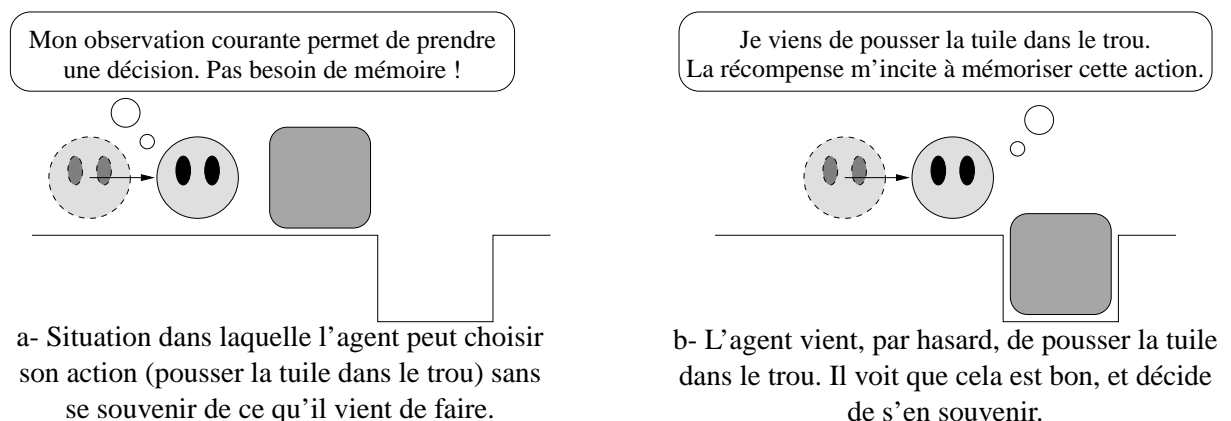 Mon observation courante permet de prendre
une décision. Pas besoin de mémoire !
a- Situation dans laquelle l'agent peut choisir
son action (pousser la tuile dans le trou) sans
se souvenir de ce qu'il vient de faire.
Je viens de pousser la tuile dans le trou.
La récompense m'incite à mémoriser cette action.
b- L'agent vient, par hasard, de pousser la tuile
dans le trou. Il voit que cela est bon, et décide
de s'en souvenir.